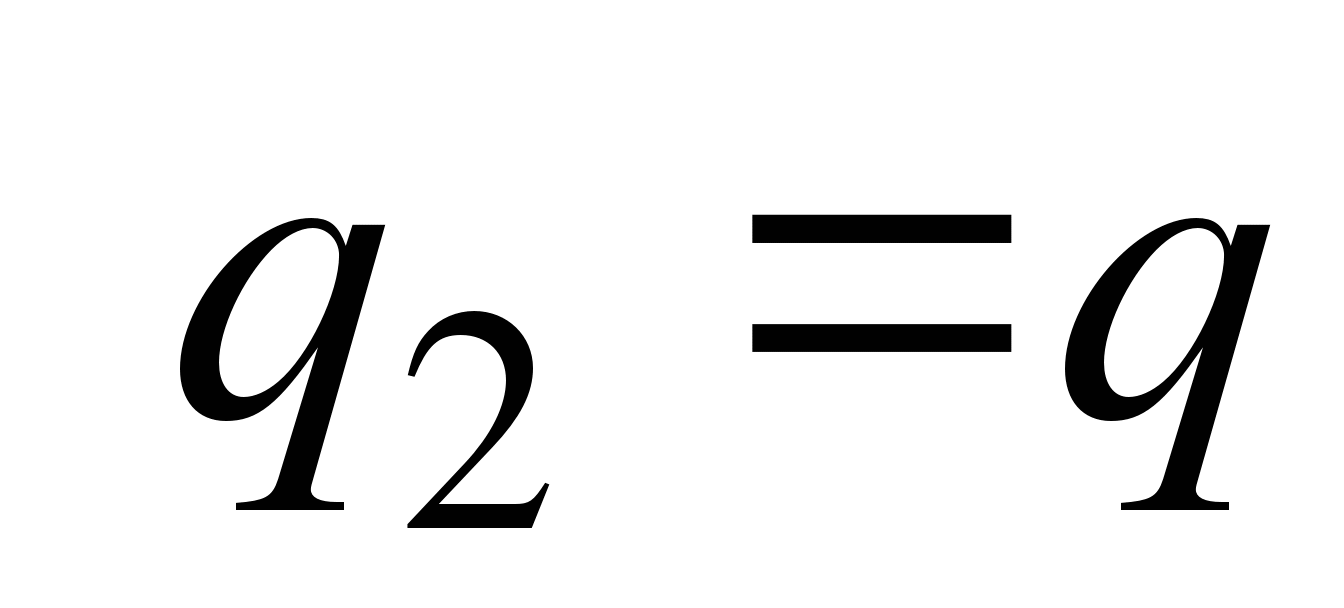 q₂ =q